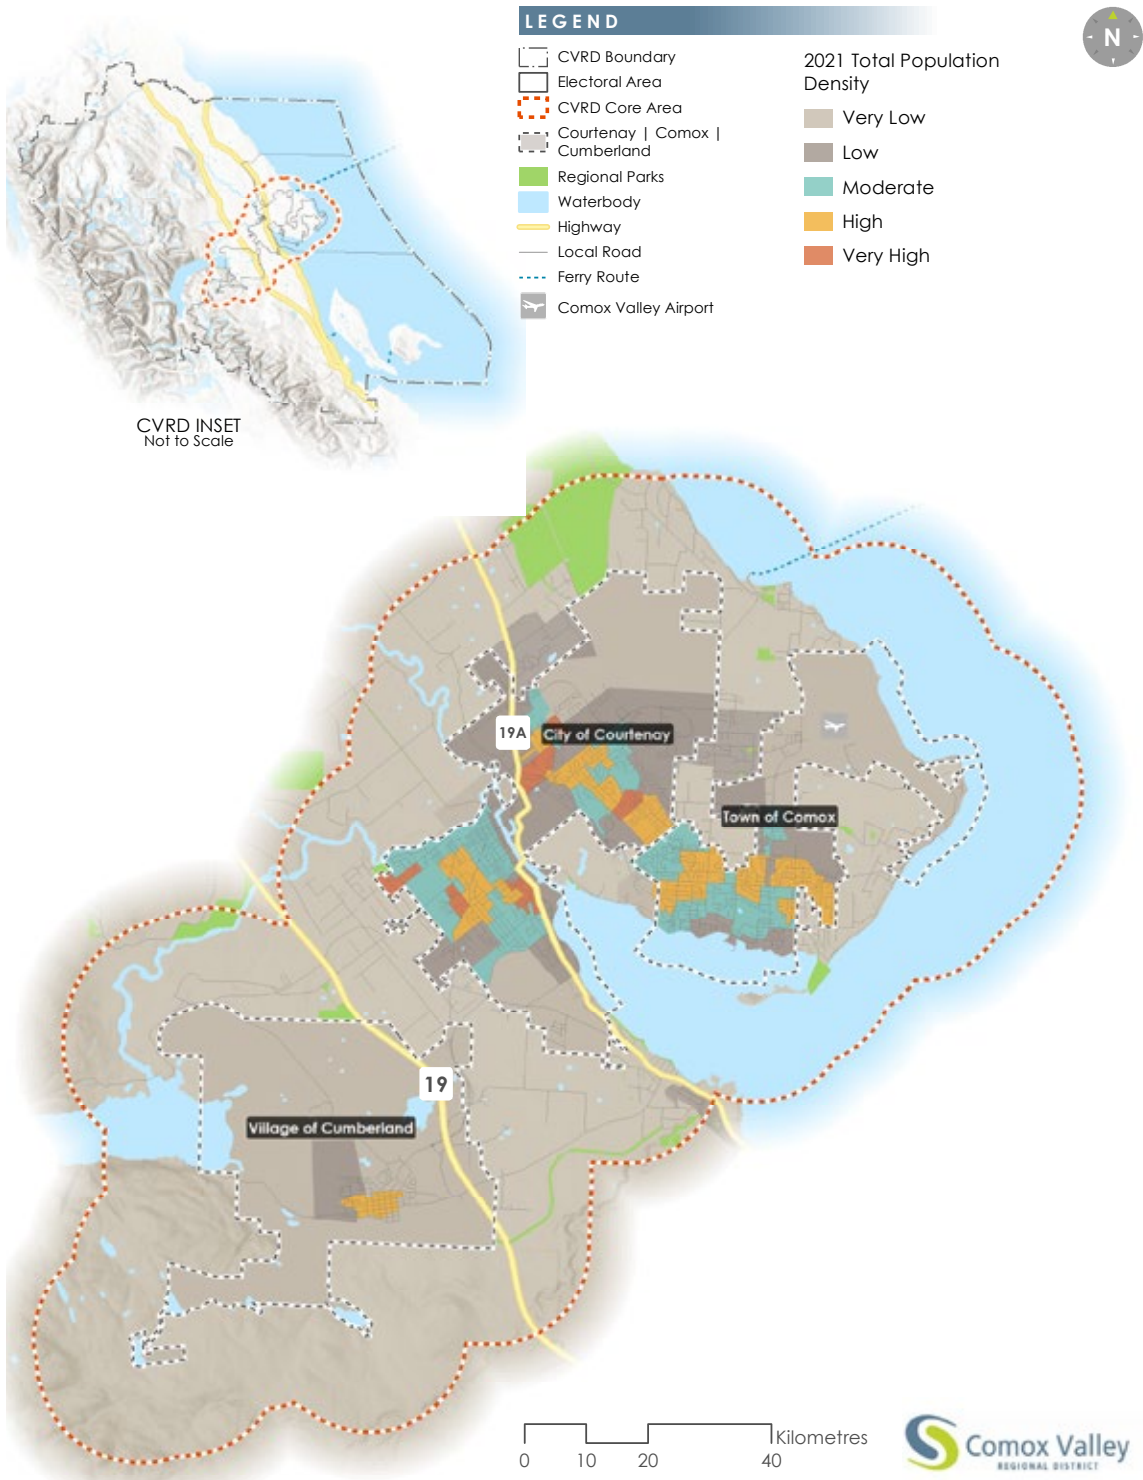 LEGEND
CVRD Boundary
Electoral Area
CVRD Core Area
Courtenay | Comox |
Cumberland
Regional Parks
Waterbody
Highway
Local Road
Ferry Route
Comox Valley Airport
2021 Total Population
Density
Very Low
Low
Moderate
High
Very High
N
CVRD INSET
Not to Scale
19A
City of Courtenay
Town of Comox
19
Village of Cumberland
Kilometres
0 10 20 40
Comox Valley
REGIONAL DISTRICT